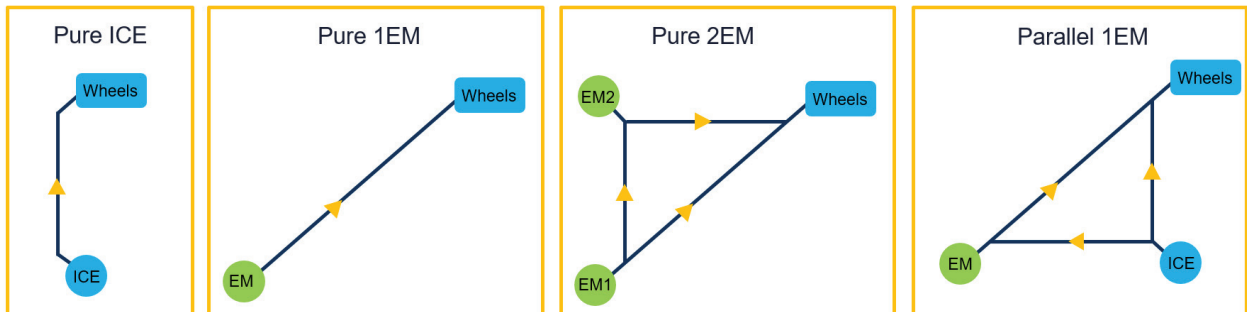 Pure ICE
Wheels
ICE
Pure 1EM
Wheels
EM
Pure 2EM
EM2
Wheels
EM1
Parallel 1EM
Wheels
EM
ICE